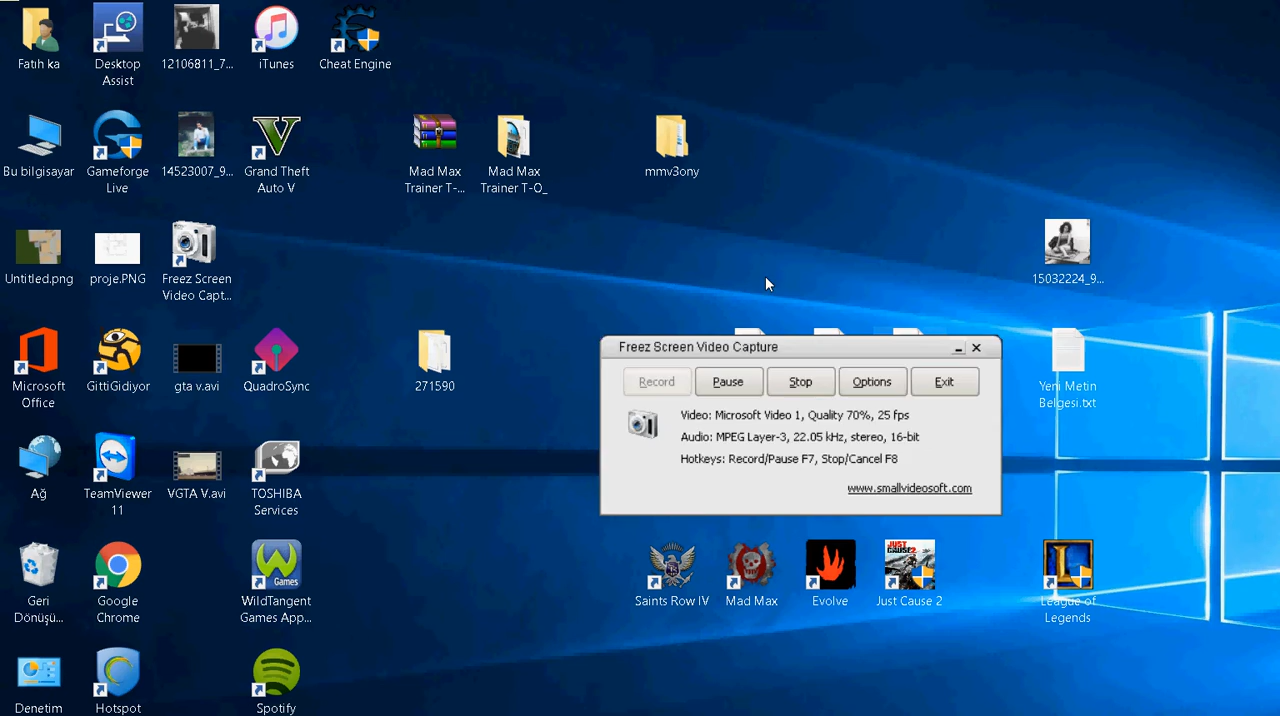 Fatıh ka
Desktop
Assist
12106811_7...
iTunes
Cheat Engine
Bu bilgisayar
Gameforge
Live
14523007_9...
Grand Theft
Auto V
Mad Max
Trainer T-...
Mad Max
Trainer T-O_
mmv3ony
Untitled.png
proje.PNG
Freez Screen
Video Capt...
15032224_9...
Microsoft
Office
GittiGidiyor
gta v.avi
QuadroSync
271590
Freez Screen Video Capture
Record
Pause
Stop
Options
Exit
Video: Microsoft Video 1, Quality 70%, 25 fps
Audio: MPEG Layer-3, 22.05 kHz, stereo, 16-bit
Hotkeys: Record/Pause F7, Stop/Cancel F8
www.smallvideosoft.com
Yeni Metin
Belgesi.txt
Ağ
TeamViewer
11
VGTA V.avi
TOSHIBA
Services
Geri
Dönüşü...
Google
Chrome
Games
WildTangent
Games App...
Saints Row IV
Mad Max
Evolve
JUST
CAUSE2
Just Cause 2
League of
Legends
Denetim
Hotspot
Spotify